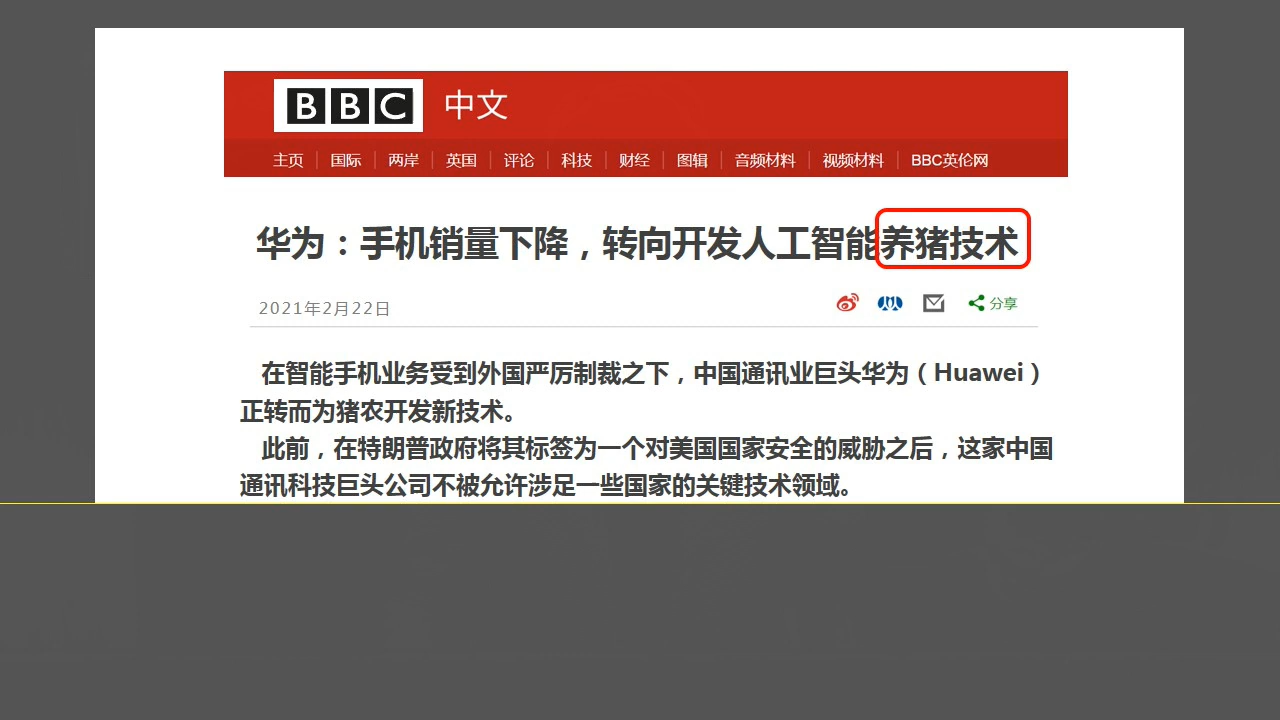 BBC 中文
主页 国际 两岸 英国 评论 科技 财经 图辑 音频材料 视频材料 BBC英伦网
华为：手机销量下降，转向开发人工智能养猪技术
2021年2月22日
分享
在智能手机业务受到外国严厉制裁之下，中国通讯业巨头华为（Huawei）
正转而为猪农开发新技术。
此前，在特朗普政府将其标签为一个对美国国家安全的威胁之后，这家中国
通讯科技巨头公司不被允许涉足一些国家的关键技术领域。